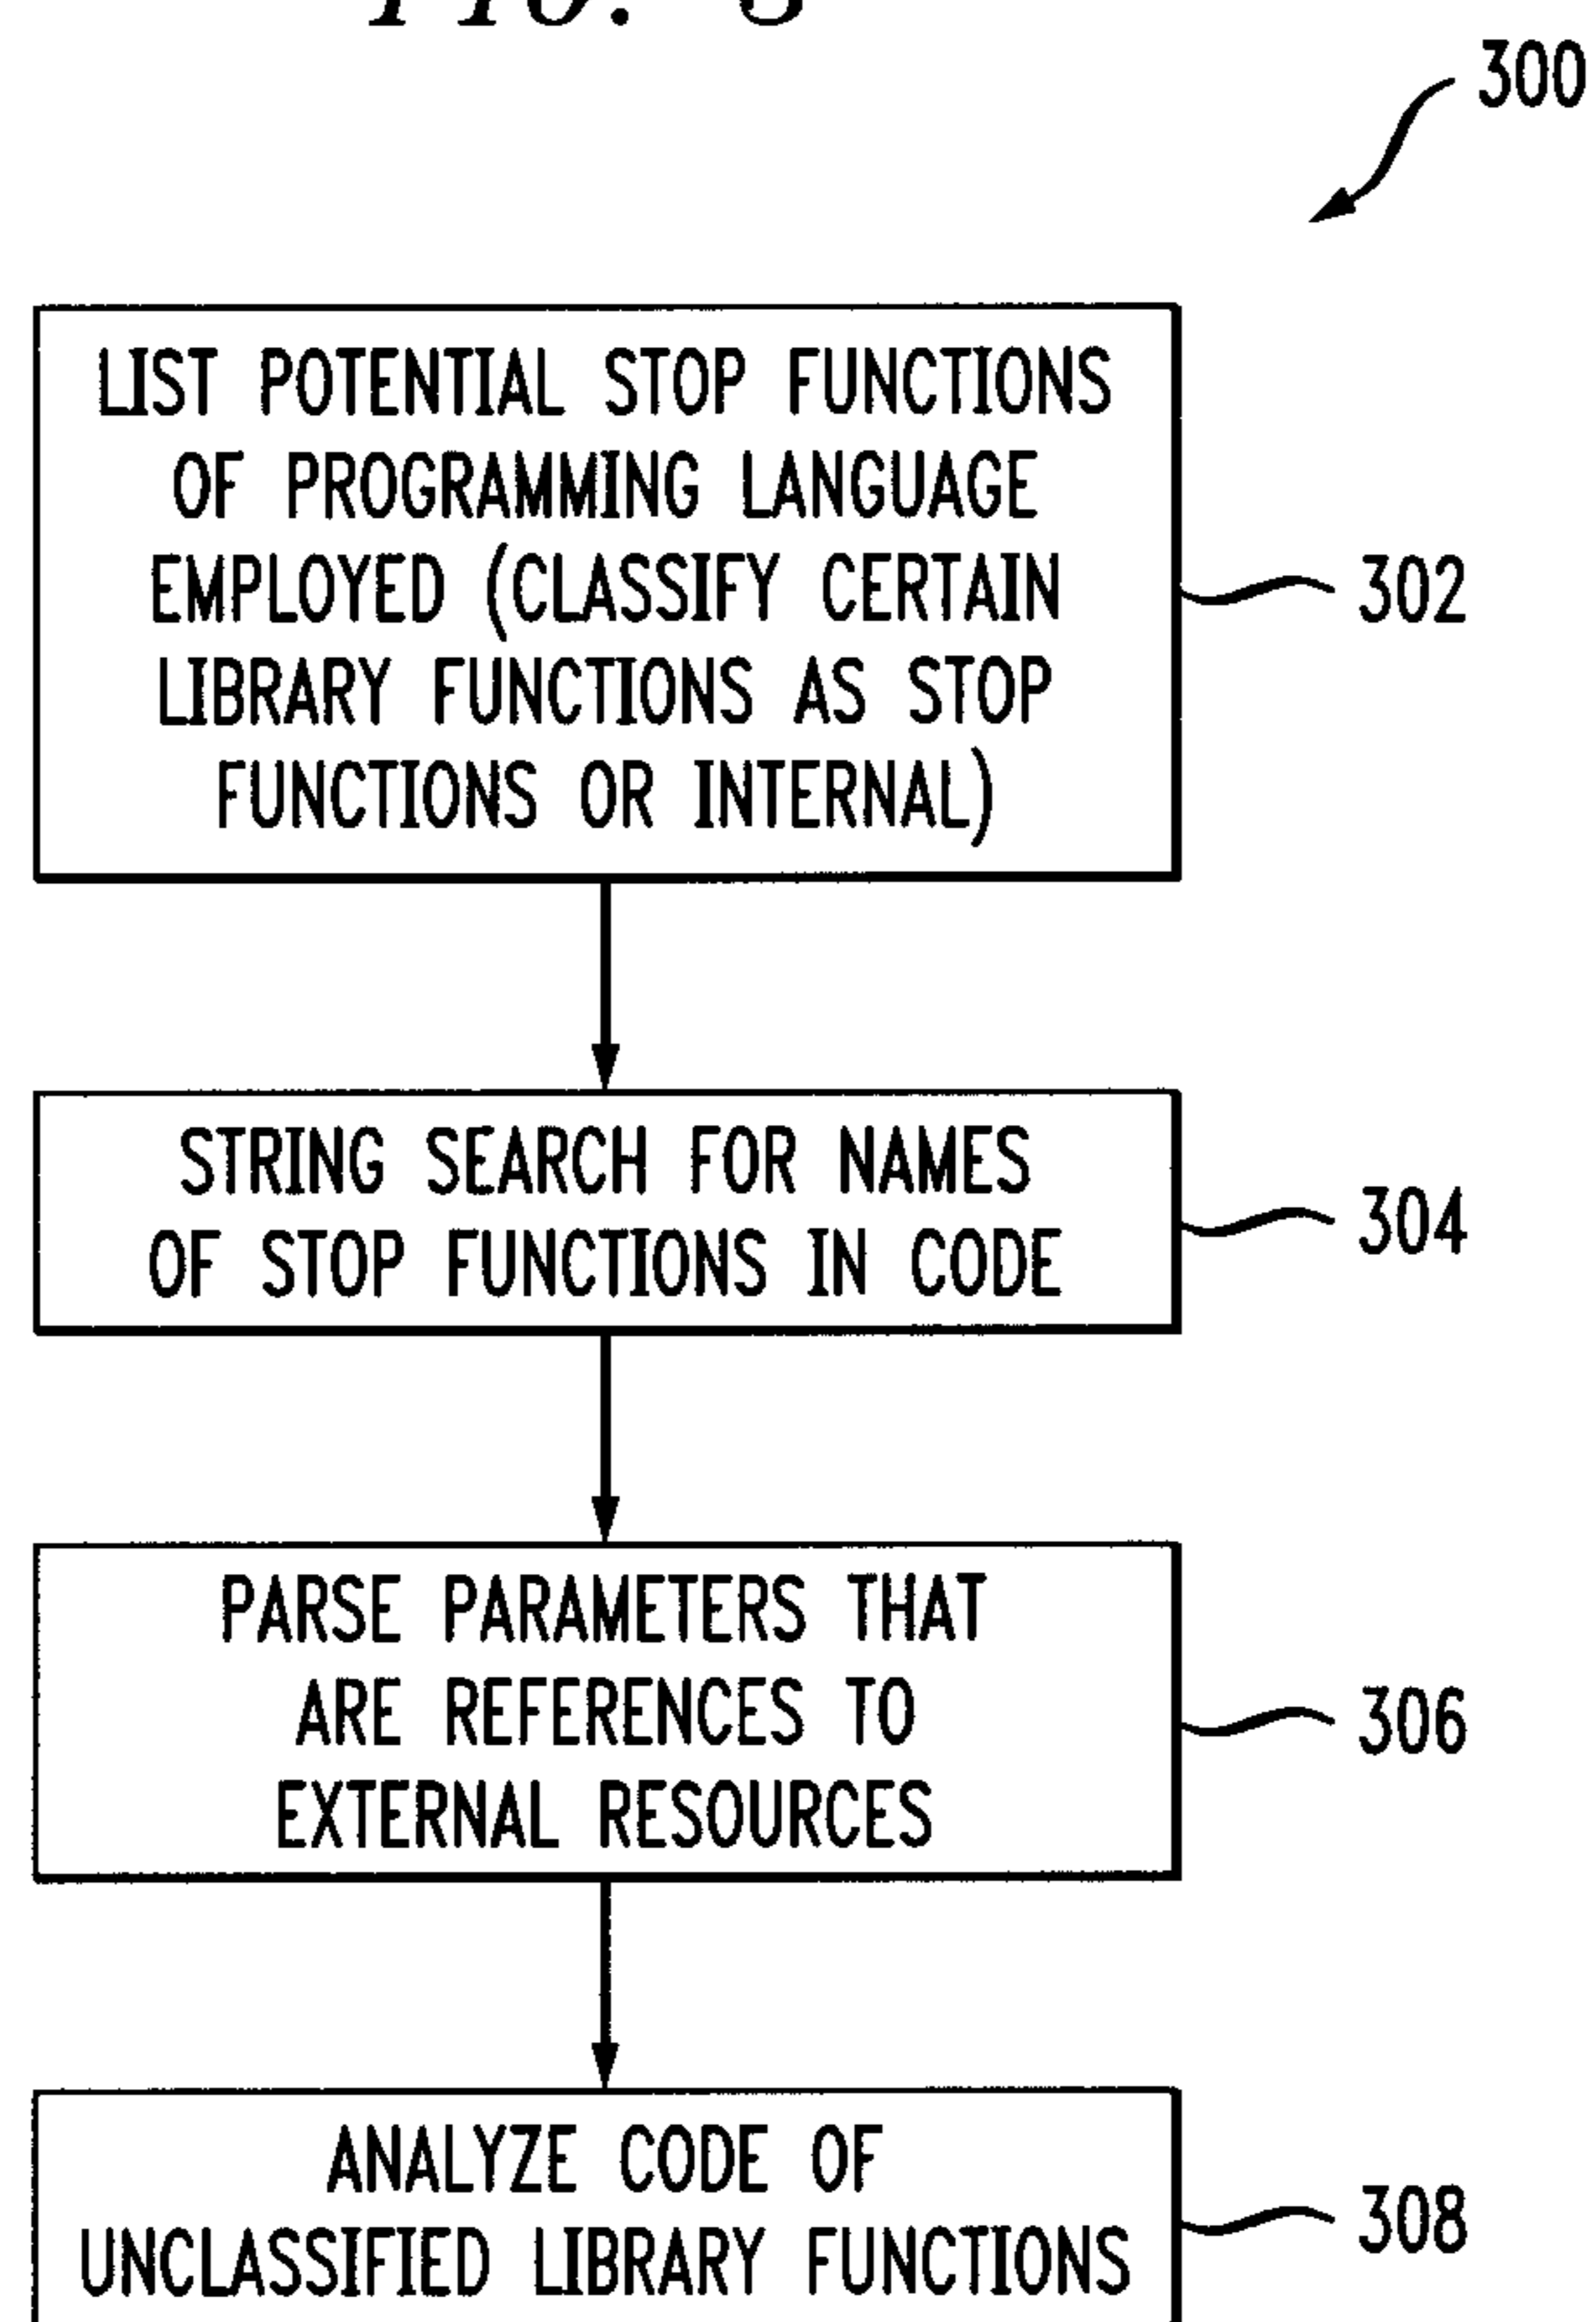 FIG. 3
300
LIST POTENTIAL STOP FUNCTIONS
OF PROGRAMMING LANGUAGE
EMPLOYED (CLASSIFY CERTAIN
LIBRARY FUNCTIONS AS STOP
FUNCTIONS OR INTERNAL)
302
STRING SEARCH FOR NAMES
OF STOP FUNCTIONS IN CODE
304
PARSE PARAMETERS THAT
ARE REFERENCES TO
EXTERNAL RESOURCES
306
ANALYZE CODE OF
UNCLASSIFIED LIBRARY FUNCTIONS
308